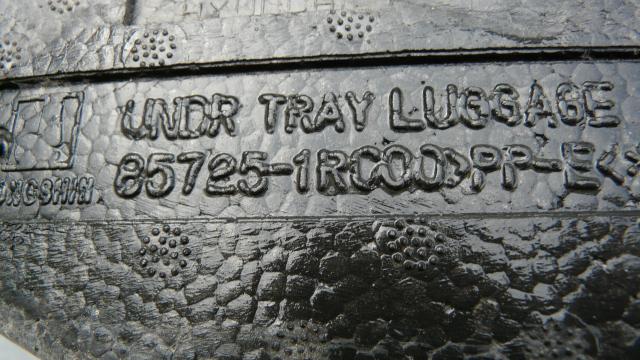 UNDR TRAY LUGGAGE
85725-1RC00>PP-E<